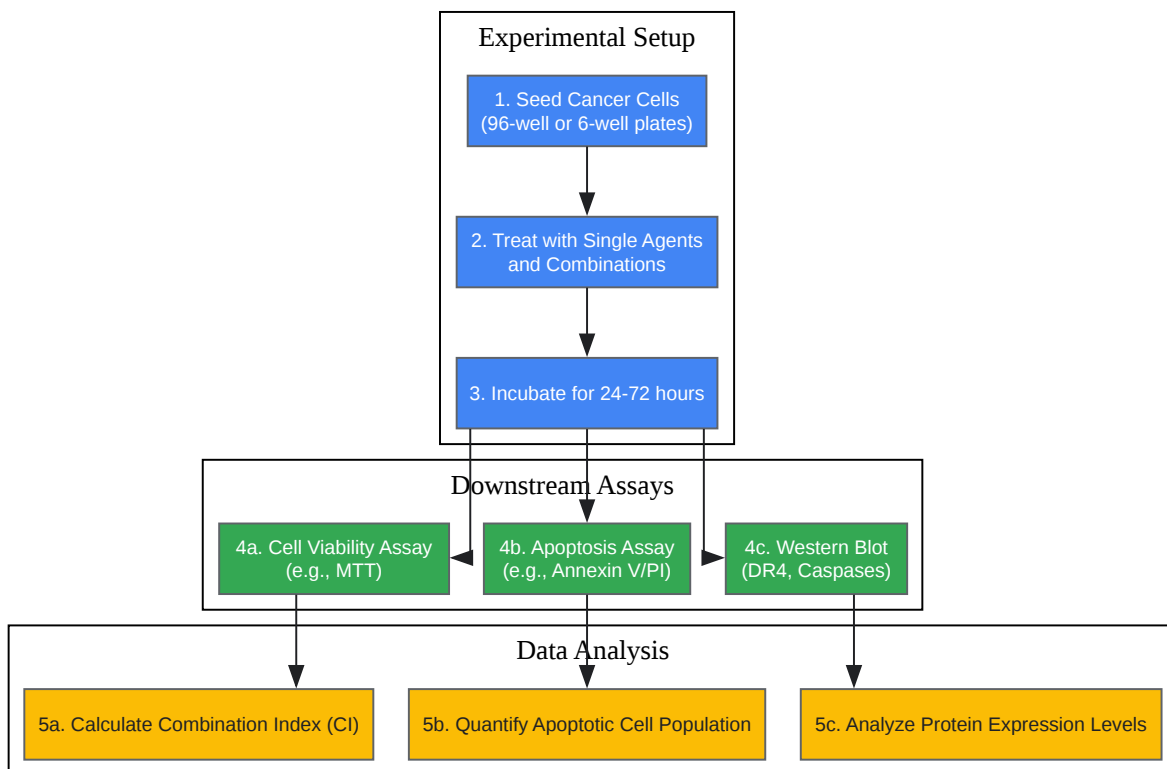 Experimental Setup
1. Seed Cancer Cells
(96-well or 6-well plates)
2. Treat with Single Agents
and Combinations
3. Incubate for 24-72 hours
Downstream Assays
4a. Cell Viability Assay
(e.g., MTT)
4b. Apoptosis Assay
(e.g., Annexin V/PI)
4c. Western Blot
(DR4, Caspases)
Data Analysis
5a. Calculate Combination Index (CI)
5b. Quantify Apoptotic Cell Population
5c. Analyze Protein Expression Levels